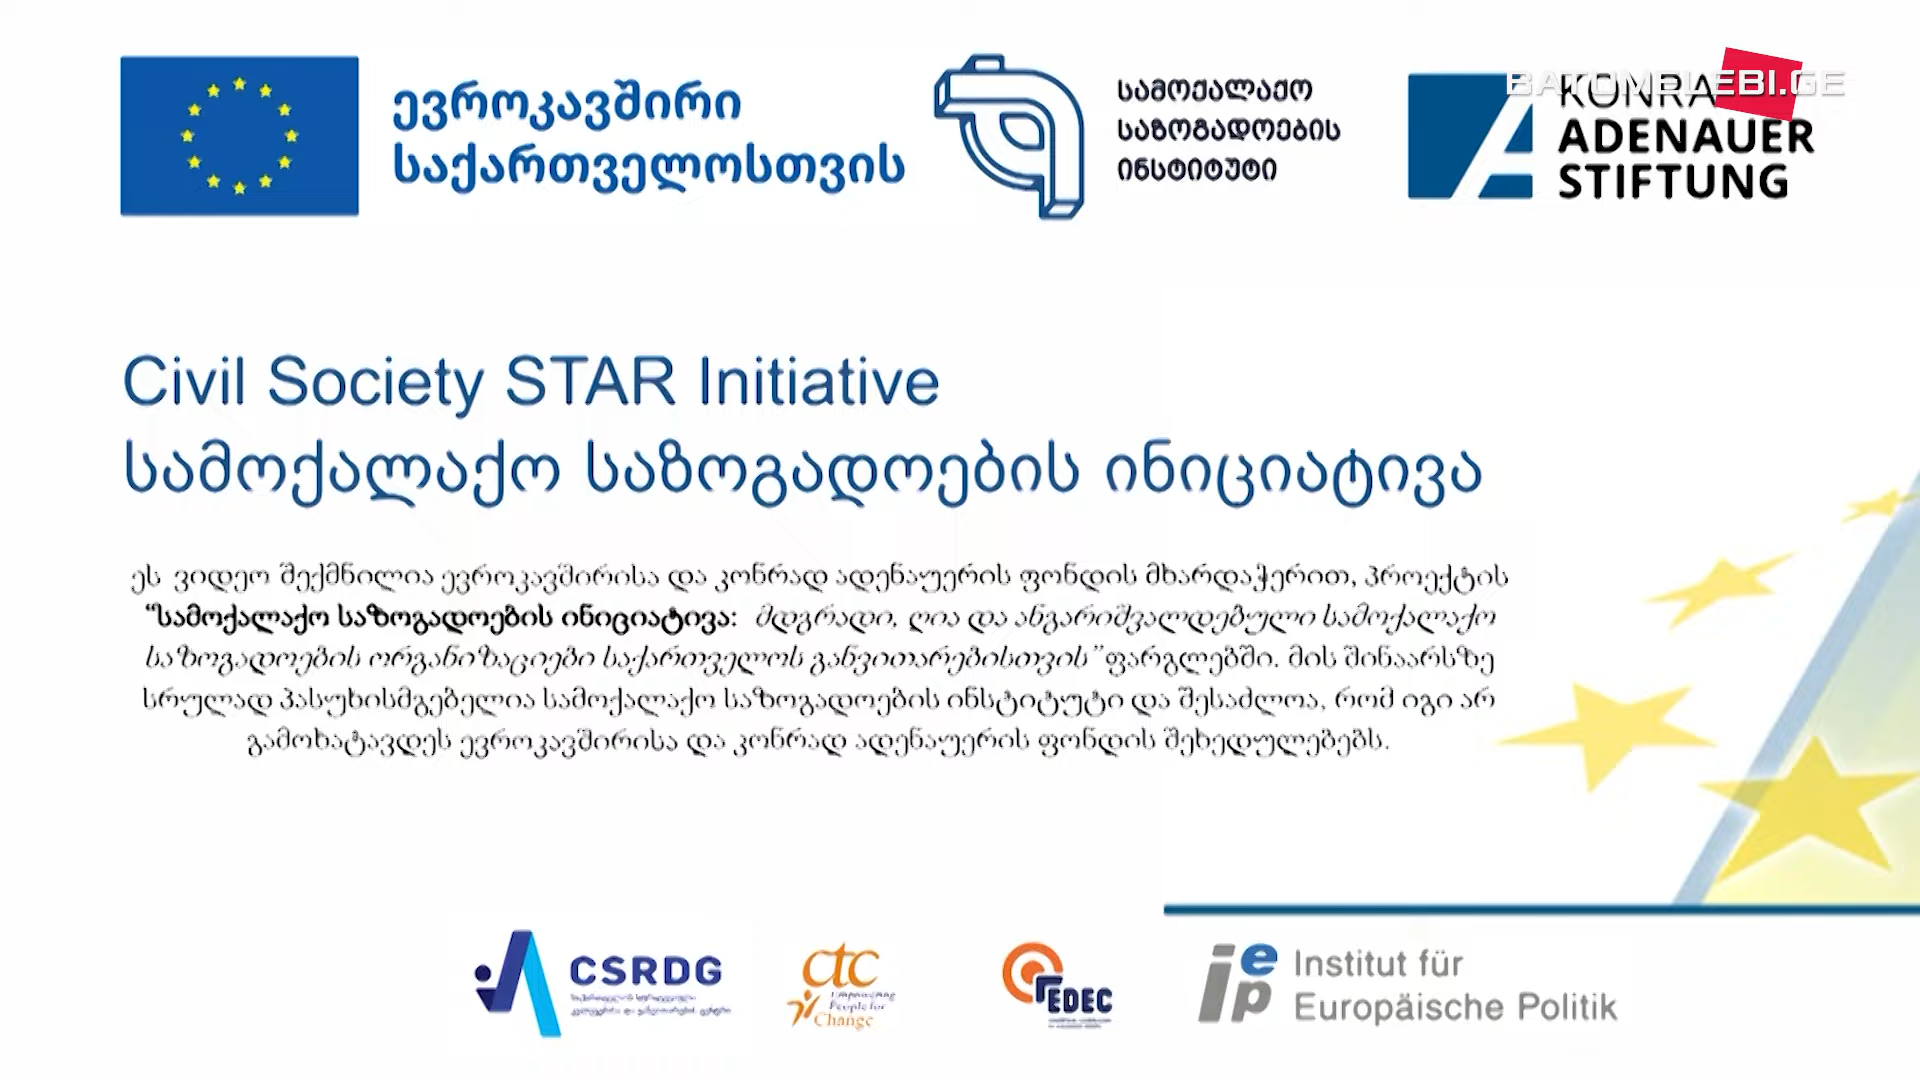 ევროკავშირი
საქართველოსთვის
სამოქალაქო
საზოგადოების
ინსტიტუტი
KONRA
ADENAUER
STIFTUNG
BATUMELEBI.GE
Civil Society STAR Initiative
სამოქალაქო საზოგადოების ინიციატივა
ეს ვიდეო შექმნილია ევროკავშირისა და კონრად ადენაუერის ფონდის მხარდაჭერით, პროექტის
“სამოქალაქო საზოგადოების ინიციატივა: მდგრადი, ღია და ანგარიშვალდებული სამოქალაქო
საზოგადოების ორგანიზაციები საქართველოს განვითარებისთვის” ფარგლებში. მის შინაარსზე
სრულად პასუხისმგებელია სამოქალაქო საზოგადოების ინსტიტუტი და შესაძლოა, რომ იგი არ
გამოხატავდეს ევროკავშირისა და კონრად ადენაუერის ფონდის შეხედულებებს.
CSRDG
ctc
Empowering
People for
Change
EDEC
iep
Institut für
Europäische Politik